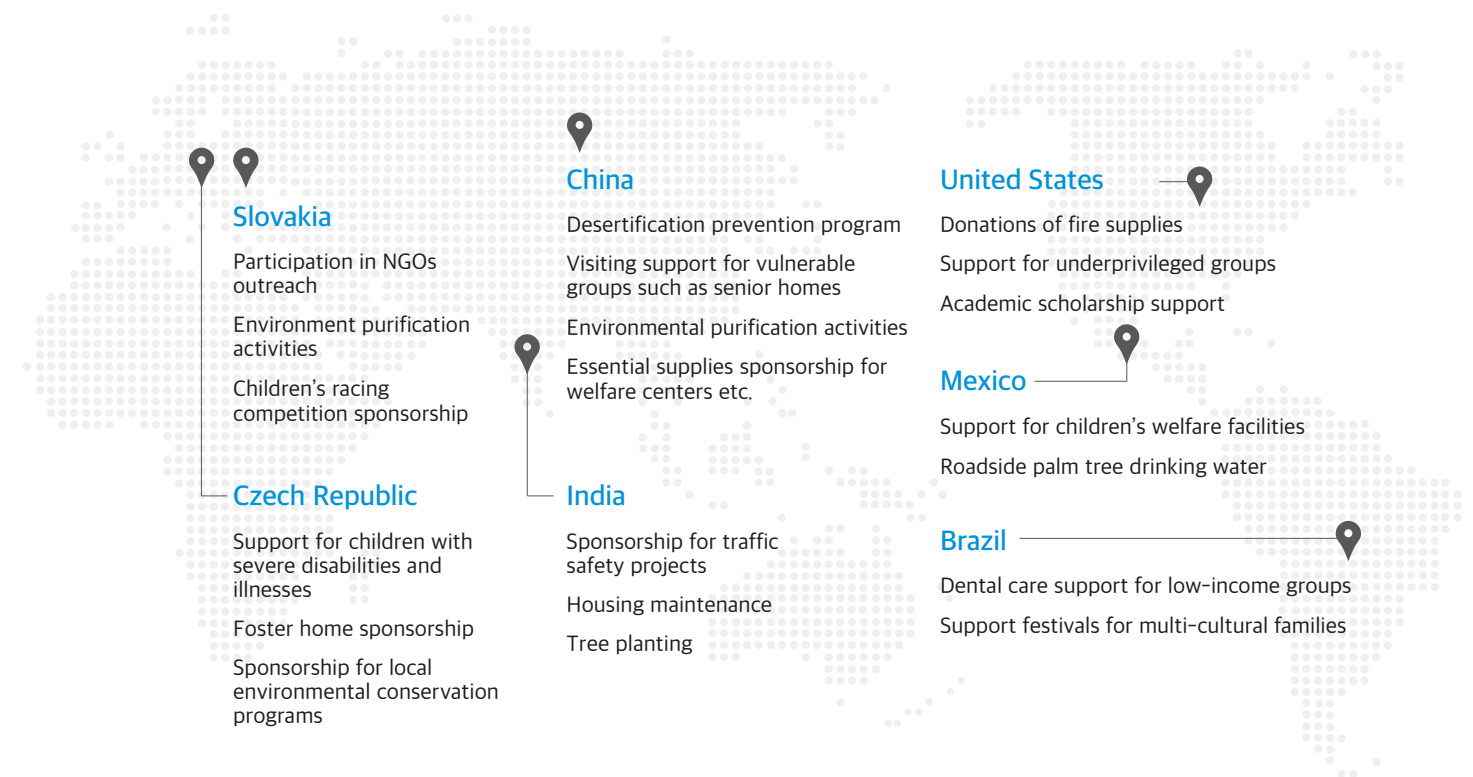 Slovakia
Participation in NGOs
outreach
Environment purification
activities
Children’s racing
competition sponsorship
Czech Republic
Support for children with
severe disabilities and
illnesses
Foster home sponsorship
Sponsorship for local
environmental conservation
programs
China
Desertification prevention program
Visiting support for vulnerable
groups such as senior homes
Environmental purification activities
Essential supplies sponsorship for
welfare centers etc.
India
Sponsorship for traffic
safety projects
Housing maintenance
Tree planting
United States
Donations of fire supplies
Support for underprivileged groups
Academic scholarship support
Mexico
Support for children’s welfare facilities
Roadside palm tree drinking water
Brazil
Dental care support for low-income groups
Support festivals for multi-cultural families